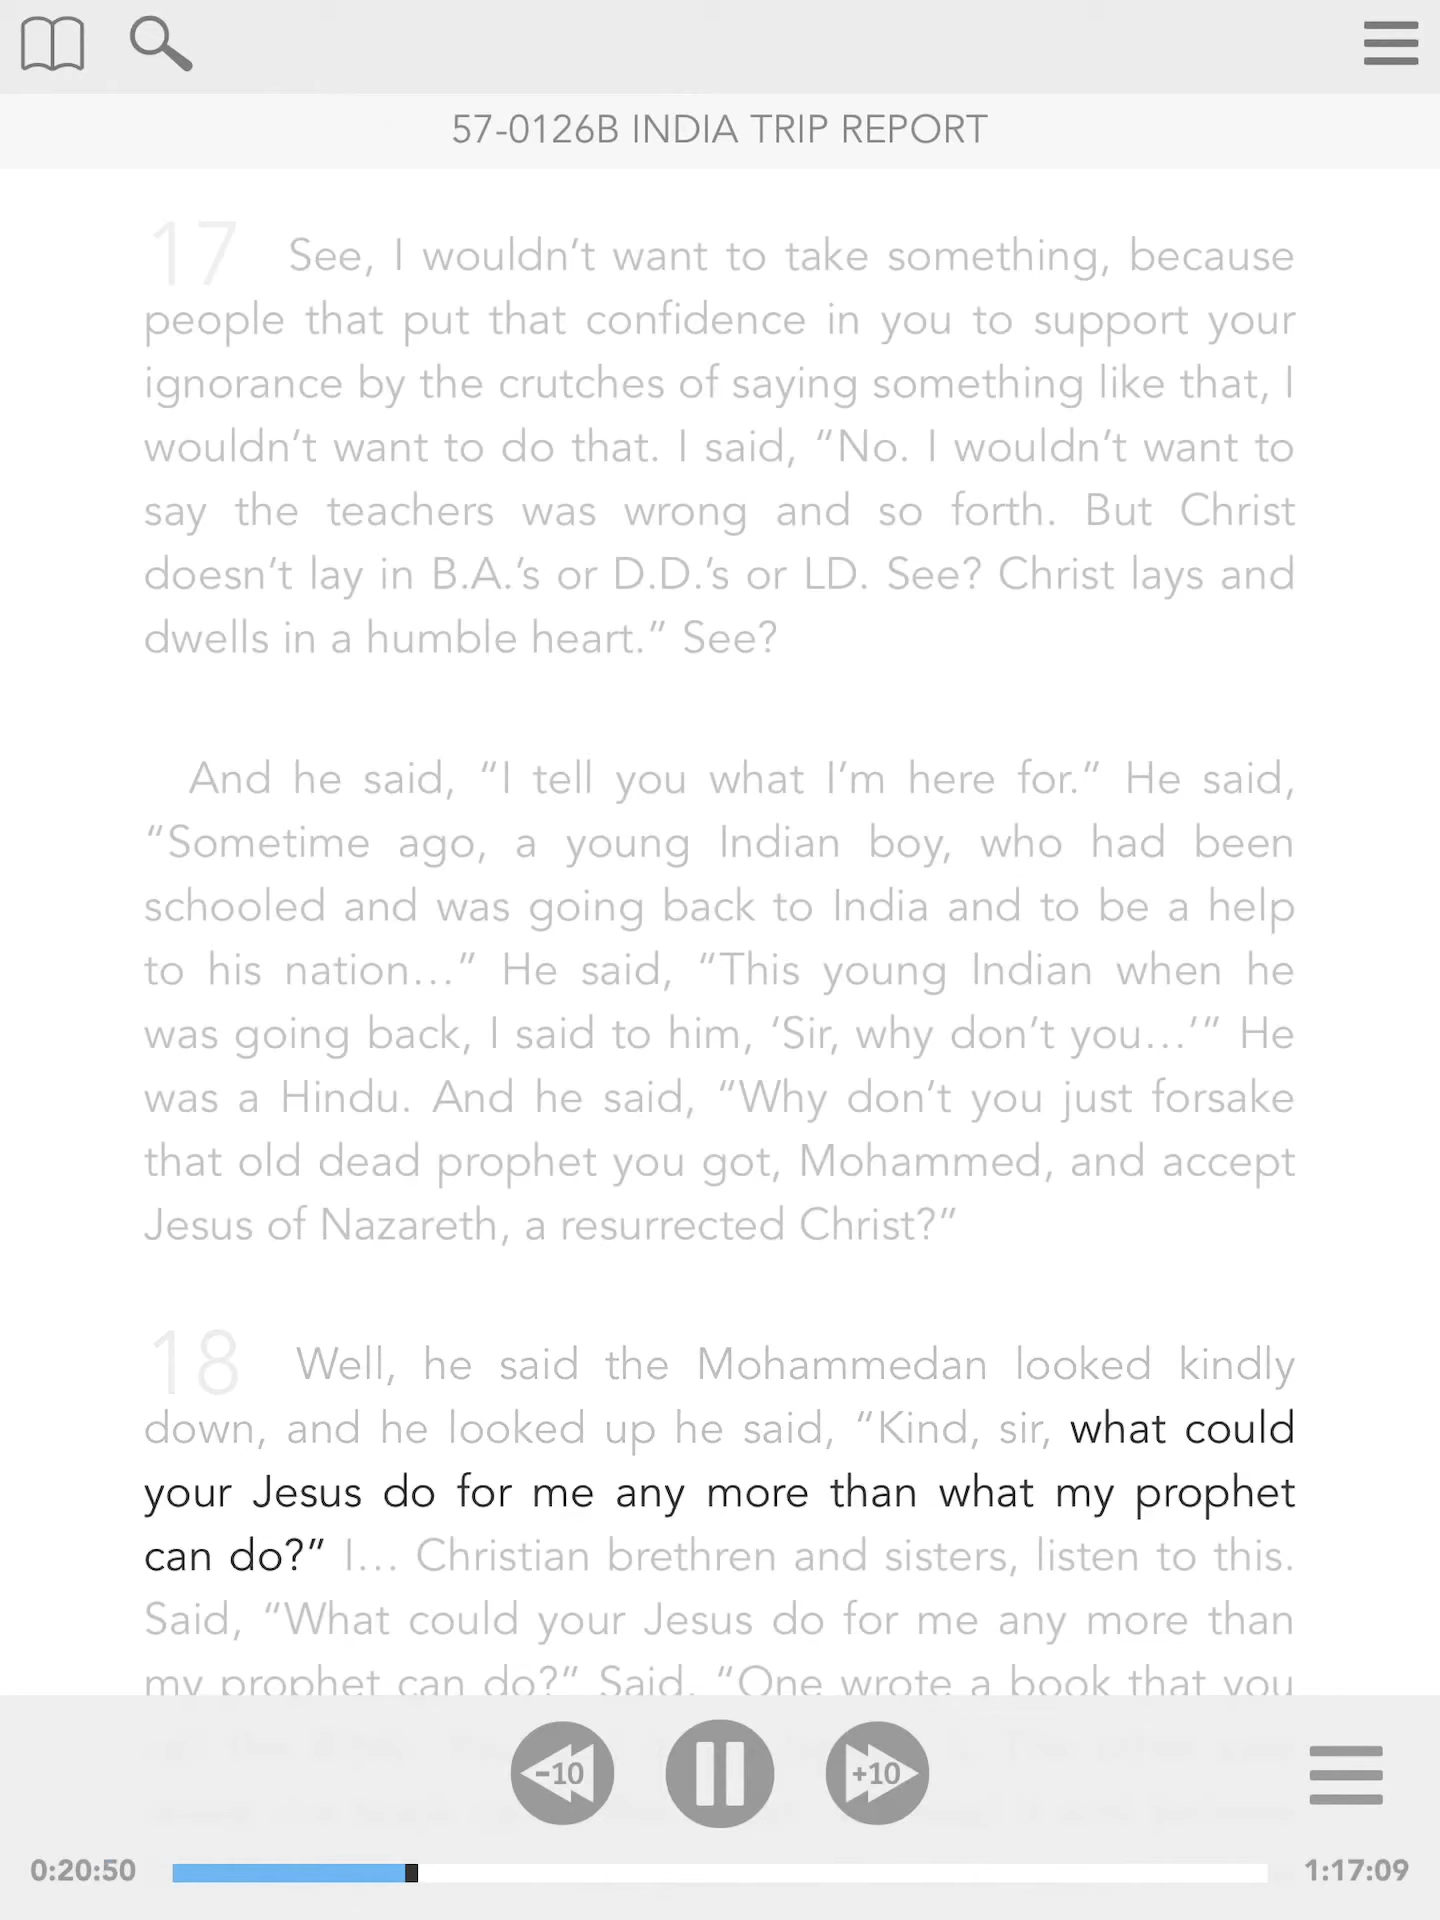 57-0126B INDIA TRIP REPORT
17 See, I wouldn’t want to take something, because
people that put that confidence in you to support your
ignorance by the crutches of saying something like that, I
wouldn’t want to do that. I said, “No. I wouldn’t want to
say the teachers was wrong and so forth. But Christ
doesn’t lay in B.A.’s or D.D.’s or LD. See? Christ lays and
dwells in a humble heart.” See?
And he said, “I tell you what I’m here for.” He said,
“Sometime ago, a young Indian boy, who had been
schooled and was going back to India and to be a help
to his nation…” He said, “This young Indian when he
was going back, I said to him, ‘Sir, why don’t you…’” He
was a Hindu. And he said, “Why don’t you just forsake
that old dead prophet you got, Mohammed, and accept
Jesus of Nazareth, a resurrected Christ?”
18 Well, he said the Mohammedan looked kindly
down, and he looked up he said, “Kind, sir, what could
your Jesus do for me any more than what my prophet
can do?” I… Christian brethren and sisters, listen to this.
Said, “What could your Jesus do for me any more than
my prophet can do?” Said, “One wrote a book that you
-10
+10
0:20:50
1:17:09